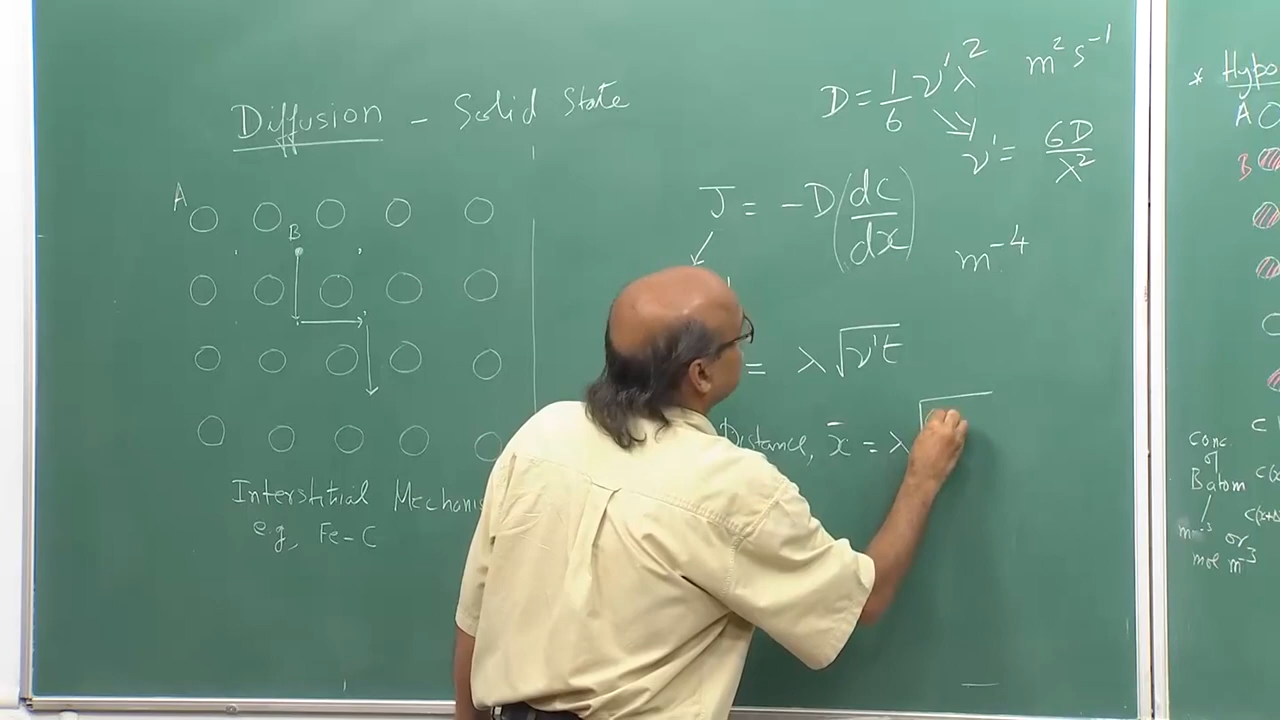 Diffusion - Solid State
A
B
Interstitial Mechanis
e.g, Fe-C
D = 1/6 ν'λ² m² s⁻¹
ν' = 6D/λ²
J = -D(dc/dx)
m⁻⁴
= λ√ν't
Distance, x̄ = λ√
* Hypo
A
B
Conc
of
B atom
m⁻³
or
mol m⁻³